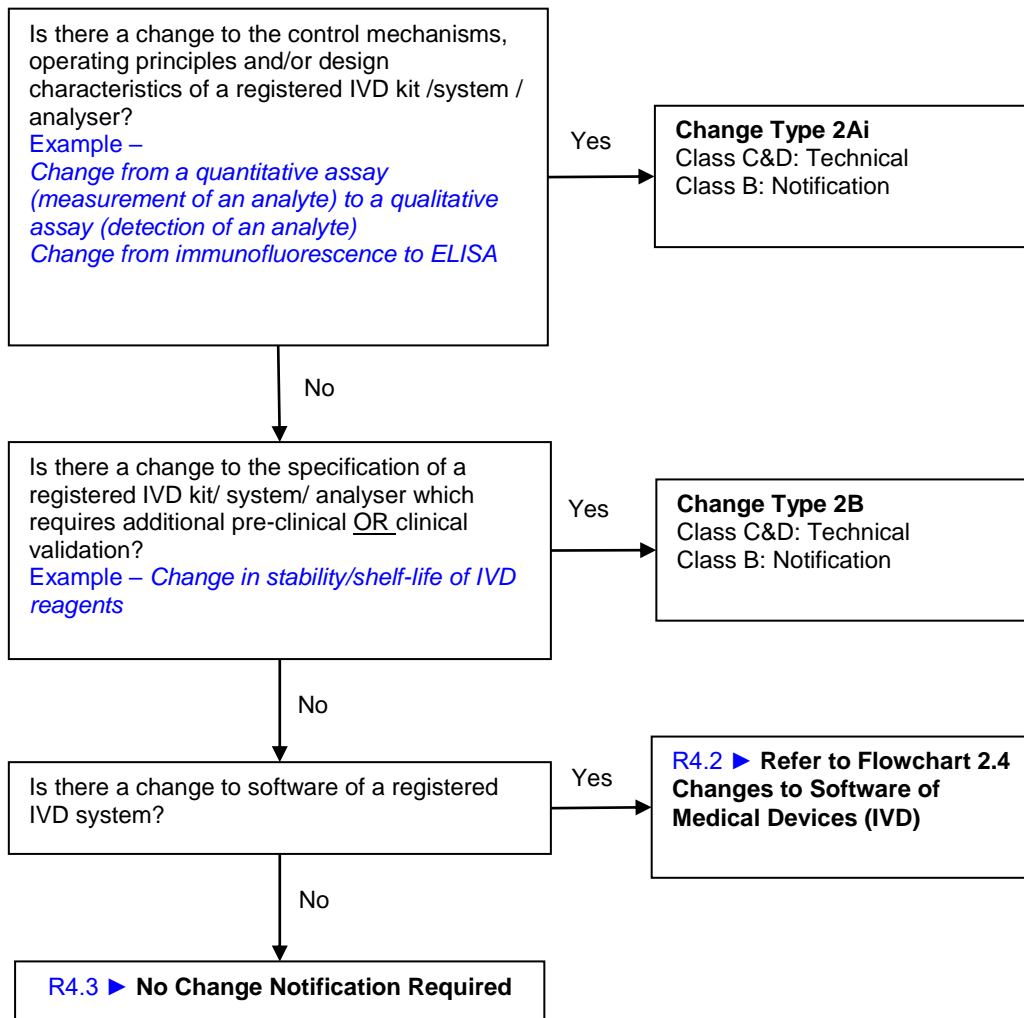 Is there a change to the control mechanisms,
operating principles and/or design
characteristics of a registered IVD kit /system /
analyser?
Example –
Change from a quantitative assay
(measurement of an analyte) to a qualitative
assay (detection of an analyte)
Change from immunofluorescence to ELISA
Yes
Change Type 2Ai
Class C&D: Technical
Class B: Notification
No
Is there a change to the specification of a
registered IVD kit/ system/ analyser which
requires additional pre-clinical OR clinical
validation?
Example – Change in stability/shelf-life of IVD
reagents
Yes
Change Type 2B
Class C&D: Technical
Class B: Notification
No
Is there a change to software of a registered
IVD system?
Yes
R4.2 ► Refer to Flowchart 2.4
Changes to Software of
Medical Devices (IVD)
No
R4.3 ► No Change Notification Required